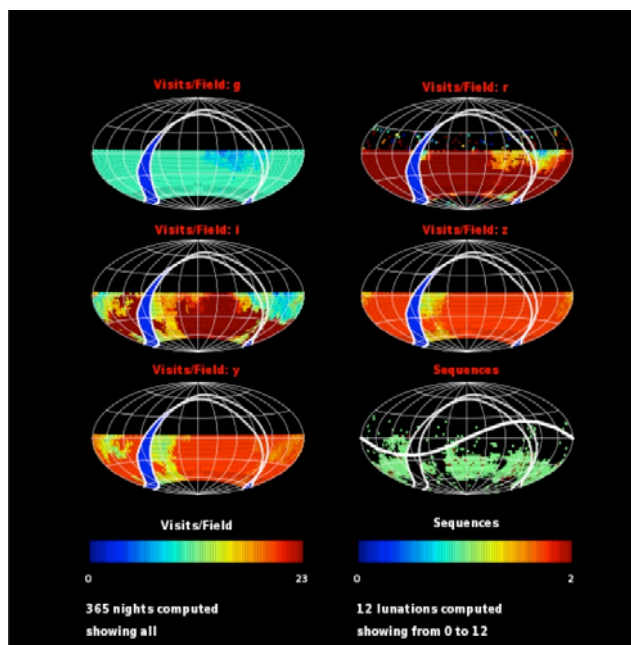 Visits/Field: g
Visits/Field: r
Visits/Field: i
Visits/Field: z
Visits/Field: y
Sequences
Visits/Field
Sequences
0
23
0
2
365 nights computed
showing all
12 lunations computed
showing from 0 to 12